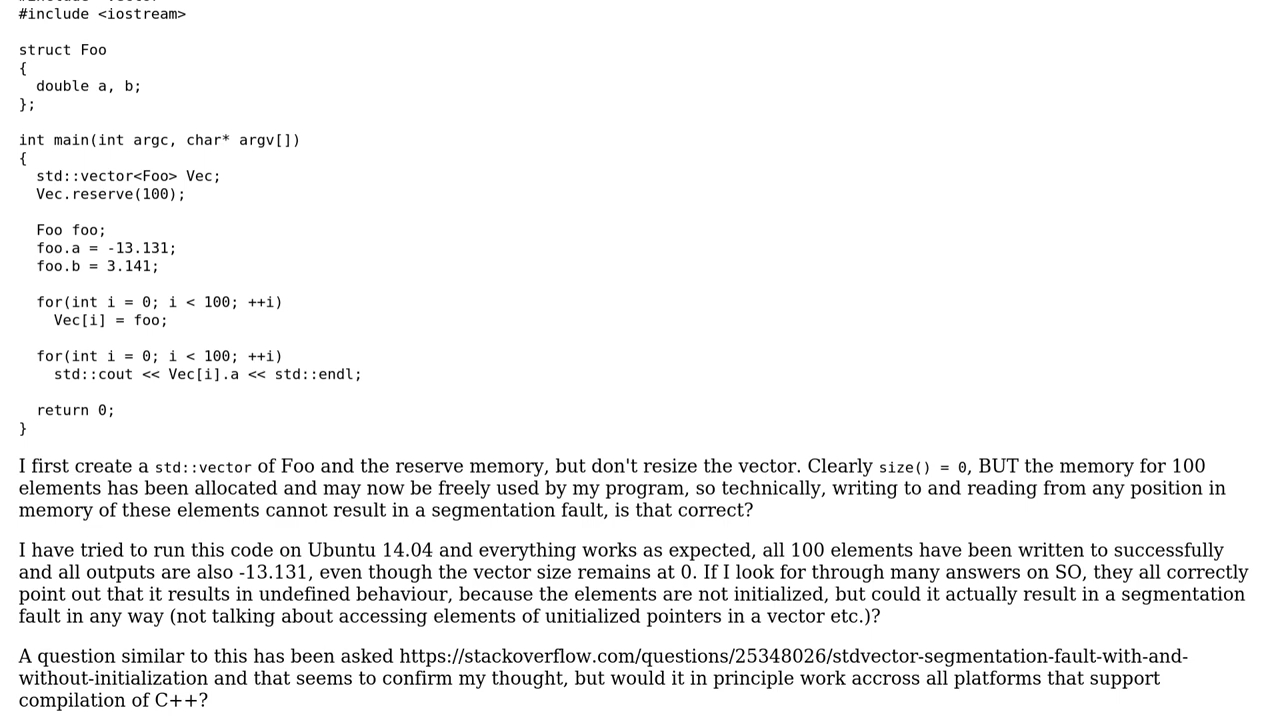 #include <iostream>
struct Foo
{
  double a, b;
};
int main(int argc, char* argv[])
{
  std::vector<Foo> Vec;
  Vec.reserve(100);
  Foo foo;
  foo.a = -13.131;
  foo.b = 3.141;
  for(int i = 0; i < 100; ++i)
    Vec[i] = foo;
  for(int i = 0; i < 100; ++i)
    std::cout << Vec[i].a << std::endl;
  return 0;
}
I first create a std::vector of Foo and the reserve memory, but don't resize the vector. Clearly size() = 0, BUT the memory for 100
elements has been allocated and may now be freely used by my program, so technically, writing to and reading from any position in
memory of these elements cannot result in a segmentation fault, is that correct?
I have tried to run this code on Ubuntu 14.04 and everything works as expected, all 100 elements have been written to successfully
and all outputs are also -13.131, even though the vector size remains at 0. If I look for through many answers on SO, they all correctly
point out that it results in undefined behaviour, because the elements are not initialized, but could it actually result in a segmentation
fault in any way (not talking about accessing elements of unitialized pointers in a vector etc.)?
A question similar to this has been asked https://stackoverflow.com/questions/25348026/stdvector-segmentation-fault-with-and-
without-initialization and that seems to confirm my thought, but would it in principle work accross all platforms that support
compilation of C++?